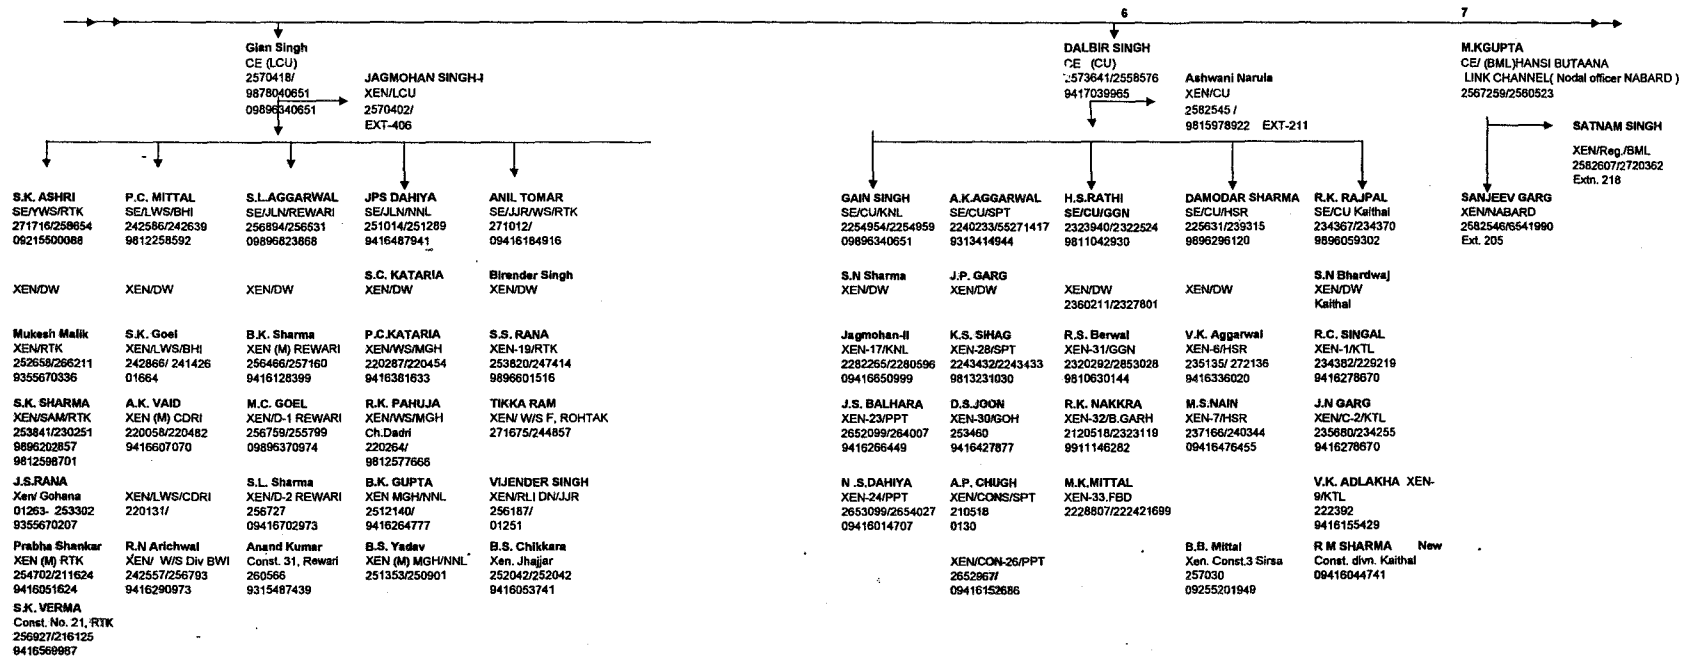 6
7
Gian Singh
CE (LCU)
2570418/
9878040651
09896340651
JAGMOHAN SINGH-I
XEN/LCU
2570402/
EXT-406
DALBIR SINGH
CE (CU)
2573641/2558576
9417039965
Ashwani Narula
XEN/CU
2582545 /
9815978922 EXT-211
M.KGUPTA
CE/ (BML)HANSI BUTAANA
LINK CHANNEL( Nodal officer NABARD )
2567259/2560523
SATNAM SINGH
XEN/Reg./BML
2582607/2720362
Extn. 218
S.K. ASHRI
SE/YWS/RTK
271716/258654
09215500088
P.C. MITTAL
SE/LWS/BHI
242586/242639
9812258592
S.L.AGGARWAL
SE/JLN/REWARI
256894/256531
09896823868
JPS DAHIYA
SE/JLN/NNL
251014/251289
9416487941
ANIL TOMAR
SE/JJR/WS/RTK
271012/
09416184916
GAIN SINGH
SE/CU/KNL
2254954/2254959
09896340651
A.K.AGGARWAL
SE/CU/SPT
2240233/55271417
9313414944
H.S.RATHI
SE/CU/GGN
2323940/2322524
9811042930
DAMODAR SHARMA
SE/CU/HSR
225631/239315
9896296120
R.K. RAJPAL
SE/CU Kaithal
234367/234370
9896059302
SANJEEV GARG
XEN/NABARD
2582546/6541990
Ext. 205
XEN/DW
XEN/DW
XEN/DW
S.C. KATARIA
XEN/DW
Birender Singh
XEN/DW
S.N Sharma
XEN/DW
J.P. GARG
XEN/DW
XEN/DW
2360211/2327801
XEN/DW
S.N Bhardwaj
XEN/DW
Kaithal
Mukesh Malik
XEN/RTK
252658/266211
9355670336
S.K. Goel
XEN/LWS/BHI
242866/ 241426
01664
B.K. Sharma
XEN (M) REWARI
256466/257160
9416128399
P.C.KATARIA
XEN/WS/MGH
220287/220454
9416381633
S.S. RANA
XEN-19/RTK
253820/247414
9896601516
Jagmohan-II
XEN-17/KNL
2282265/2280596
09416650999
K.S. SIHAG
XEN-28/SPT
2243432/2243433
9813231030
R.S. Berwal
XEN-31/GGN
2320292/2853028
9810630144
V.K. Aggarwal
XEN-6/HSR
235135/ 272136
9416336020
R.C. SINGAL
XEN-1/KTL
234382/229219
9416278670
S.K. SHARMA
XEN/SAM/RTK
253841/230251
9896202857
9812598701
A.K. VAID
XEN (M) CDRI
220058/220482
9416607070
M.C. GOEL
XEN/D-1 REWARI
256759/255799
09896370974
R.K. PAHUJA
XEN/WS/MGH
Ch.Dadri
220264/
9812577666
TIKKA RAM
XEN/ W/S F, ROHTAK
271675/244857
J.S. BALHARA
XEN-23/PPT
2652099/264007
9416266449
D.S.JOON
XEN-30/GOH
253460
9416427877
R.K. NAKKRA
XEN-32/B.GARH
2120518/2323119
9911146282
M.S.NAIN
XEN-7/HSR
237166/240344
09416476455
J.N GARG
XEN/C-2/KTL
235680/234255
9416278670
J.S.RANA
Xen/ Gohana
01263- 253302
9355670207
XEN/LWS/CDRI
220131/
S.L. Sharma
XEN/D-2 REWARI
256727
09416702973
B.K. GUPTA
XEN MGH/NNL
2512140/
9416264777
VIJENDER SINGH
XEN/RLI DN/JJR
256187/
01251
N .S.DAHIYA
XEN-24/PPT
2653099/2654027
09416014707
A.P. CHUGH
XEN/CONS/SPT
210518
0130
M.K.MITTAL
XEN-33,FBD
2228807/222421699
V.K. ADLAKHA XEN-
9/KTL
222392
9416155429
Prabha Shankar
XEN (M) RTK
254702/211624
9416051624
R.N Arichwal
XEN/ W/S Div BWI
242557/256793
9416290973
Anand Kumar
Const. 31, Rewari
260566
9315487439
B.S. Yadav
XEN (M) MGH/NNL
251353/250901
B.S. Chikkara
Xen. Jhajjar
252042/252042
9416053741
XEN/CON-26/PPT
2652967/
09416152686
B.B. Mittal
Xen. Const.3 Sirsa
257030
09255201949
R M SHARMA New
Const. divn. Kaithal
09416044741
S.K. VERMA
Const. No. 21, RTK
256927/216125
9416569987